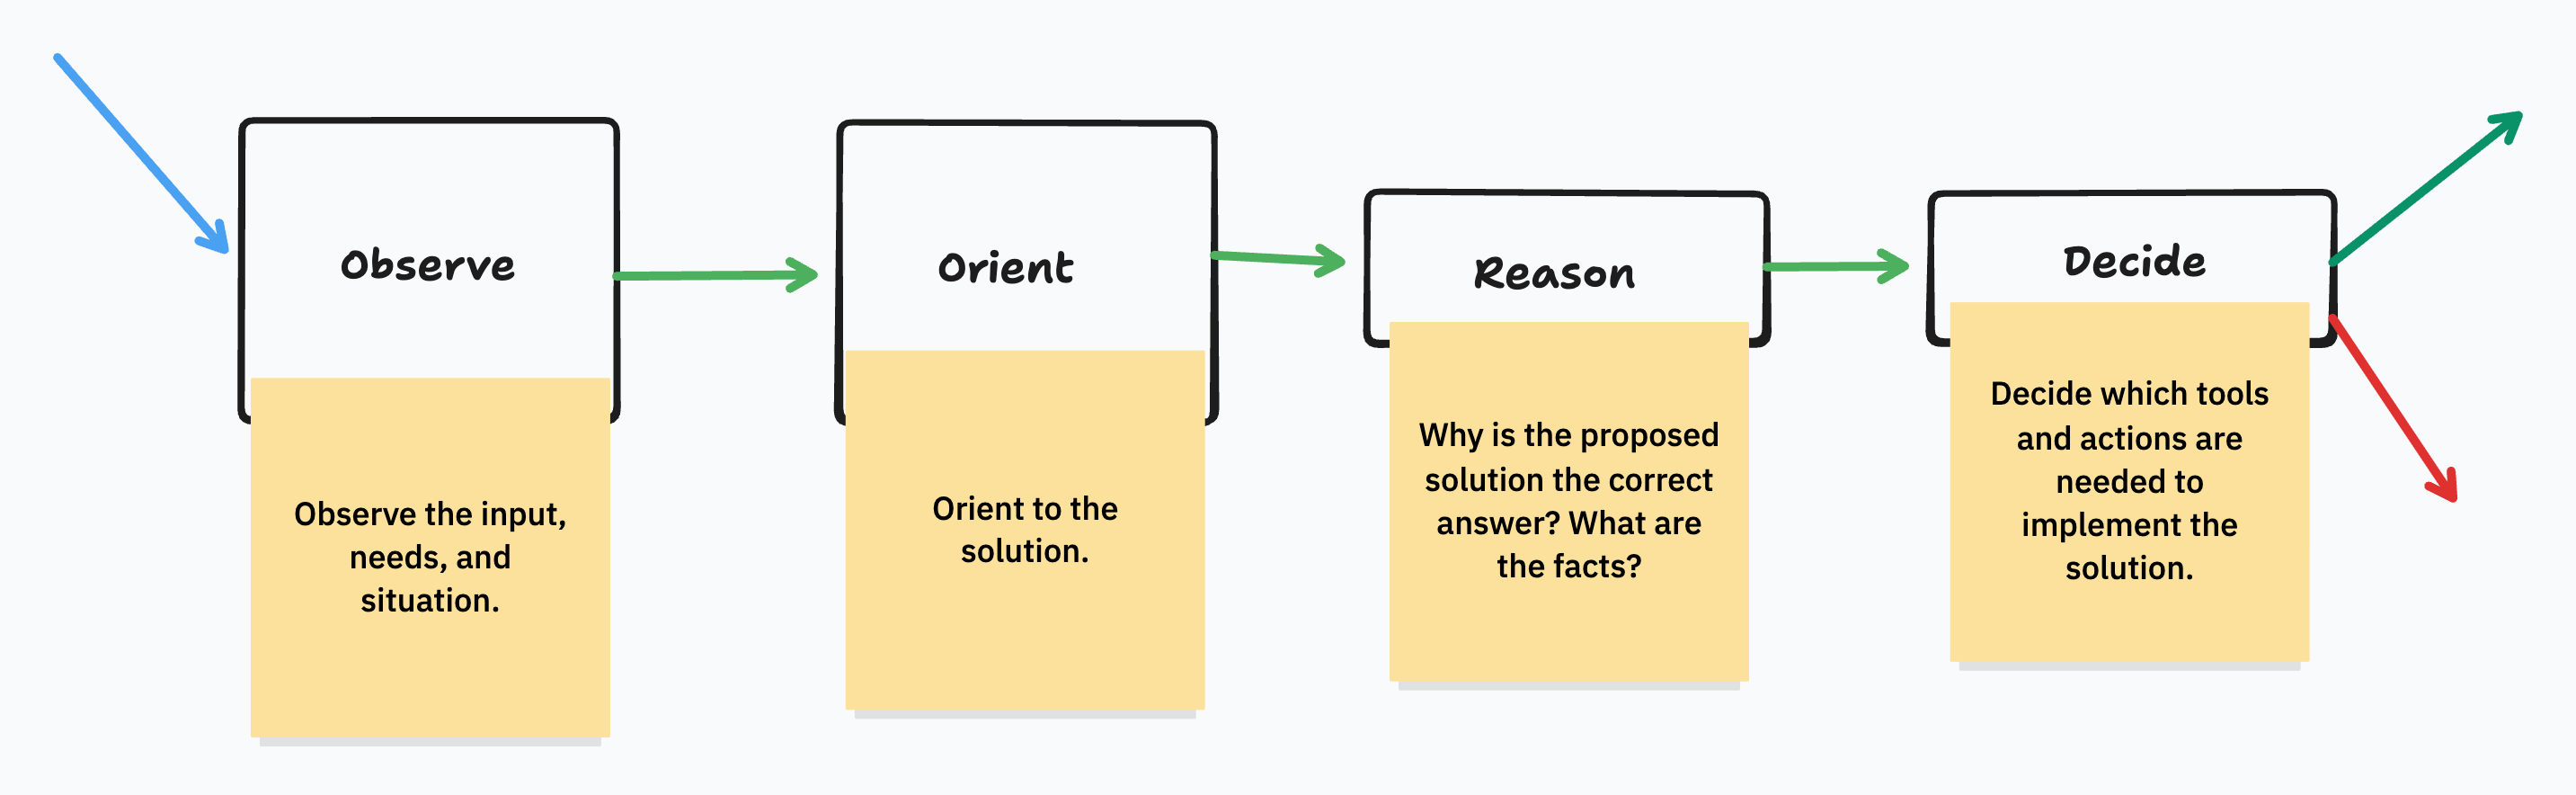 Observe
Observe the input,
needs, and
situation.
Orient
Orient to the
solution.
Reason
Why is the proposed
solution the correct
answer? What are
the facts?
Decide
Decide which tools
and actions are
needed to
implement the
solution.